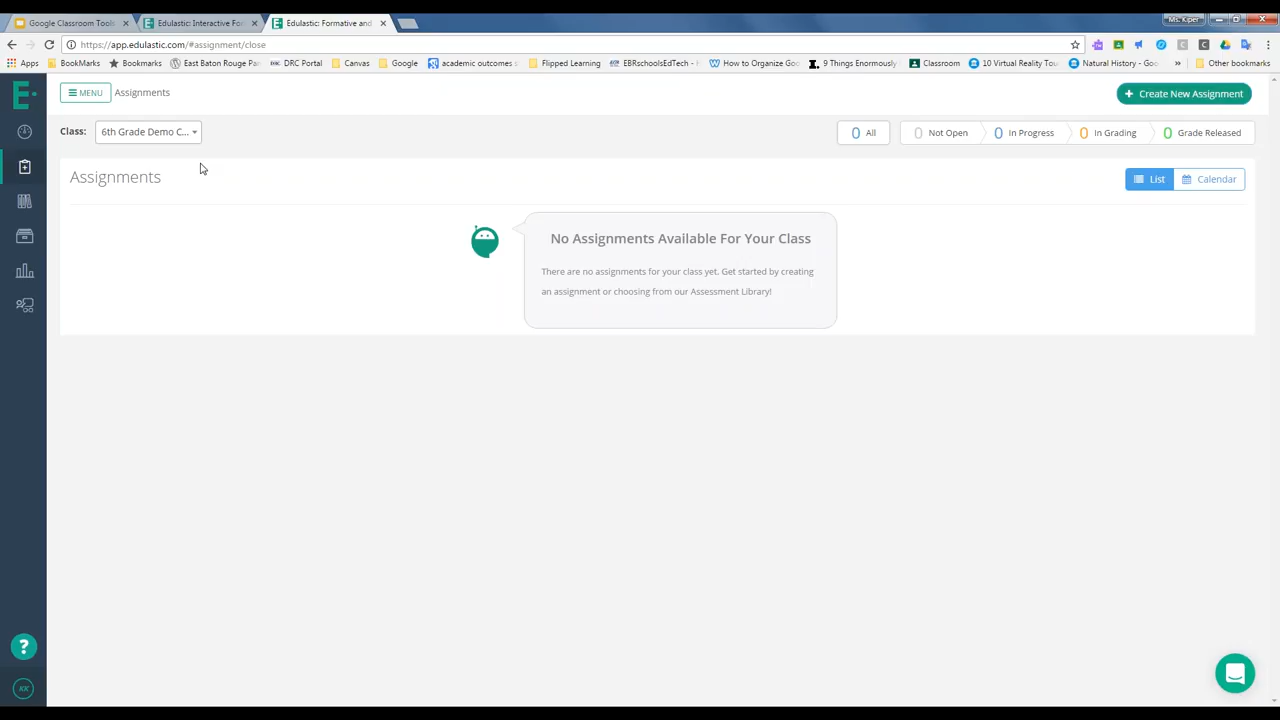 Google Classroom Tools
Edulastic: Interactive For
Edulastic: Formative and
Ms. Kiper
https://app.edulastic.com/#assignment/close
Apps
BookMarks
Bookmarks
East Baton Rouge Pa
DRC Portal
Canvas
Google
academic outcomes s
Flipped Learning
EBRschoolsEdTech -
How to Organize Goo
9 Things Enormously
Classroom
10 Virtual Reality Tou
Natural History - Goo
»
Other bookmarks
E
MENU
Assignments
+ Create New Assignment
Class:
6th Grade Demo C...
0 All
0 Not Open
0 In Progress
0 In Grading
0 Grade Released
Assignments
List
Calendar
No Assignments Available For Your Class
There are no assignments for your class yet. Get started by creating
an assignment or choosing from our Assessment Library!
?
KK